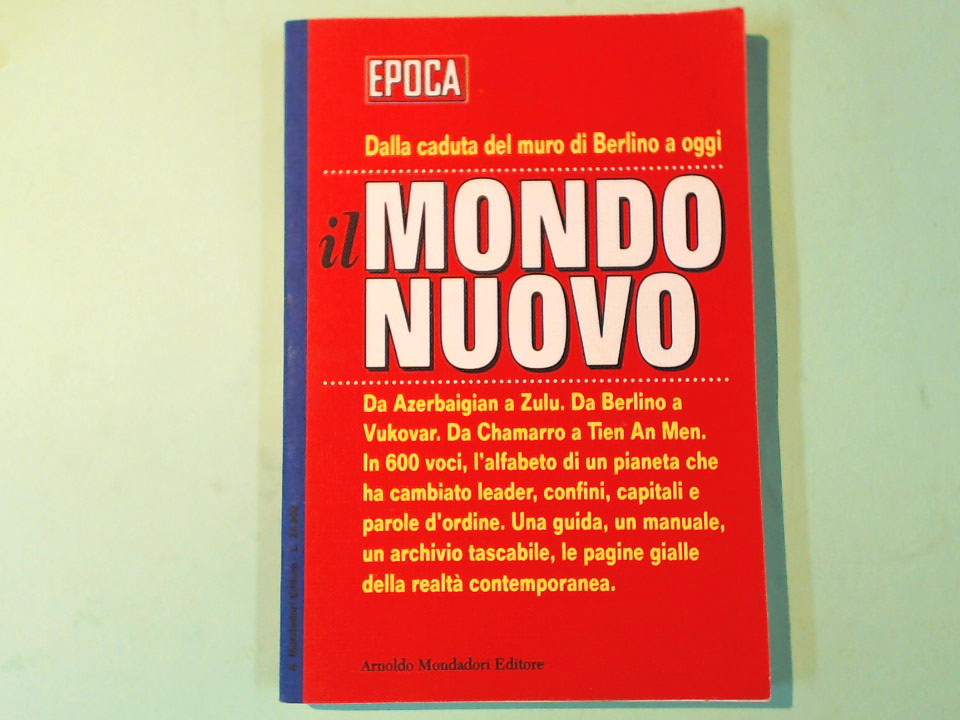 EPOCA
Dalla caduta del muro di Berlino a oggi
il MONDO
NUOVO
Da Azerbaigian a Zulu. Da Berlino a
Vukovar. Da Chamarro a Tien An Men.
In 600 voci, l'alfabeto di un pianeta che
ha cambiato leader, confini, capitali e
parole d'ordine. Una guida, un manuale,
un archivio tascabile, le pagine gialle
della realtà contemporanea.
Arnoldo Mondadori Editore